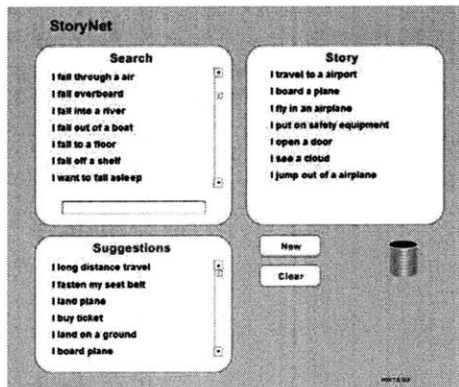 StoryNet
Search
I fall through a air
I fall overboard
I fall into a river
I fall out of a boat
I fall to a floor
I fall off a shelf
I want to fall asleep
Story
I travel to a airport
I board a plane
I fly in an airplane
I put on safety equipment
I open a door
I see a cloud
I jump out of a airplane
Suggestions
I long distance travel
I fasten my seat belt
I land plane
I buy ticket
I land on a ground
I board plane
New
Clear